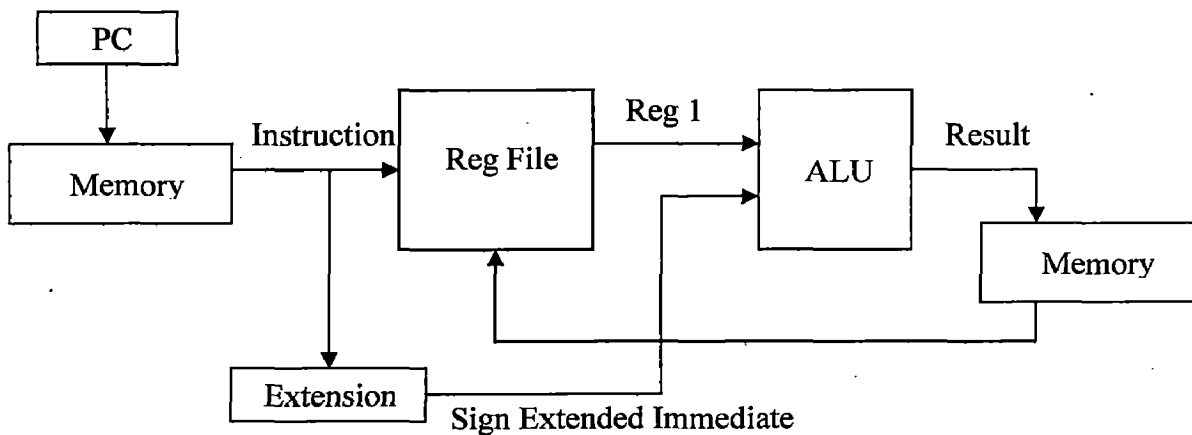 PC
Memory
Instruction
Reg File
Reg 1
ALU
Result
Memory
Extension
Sign Extended Immediate